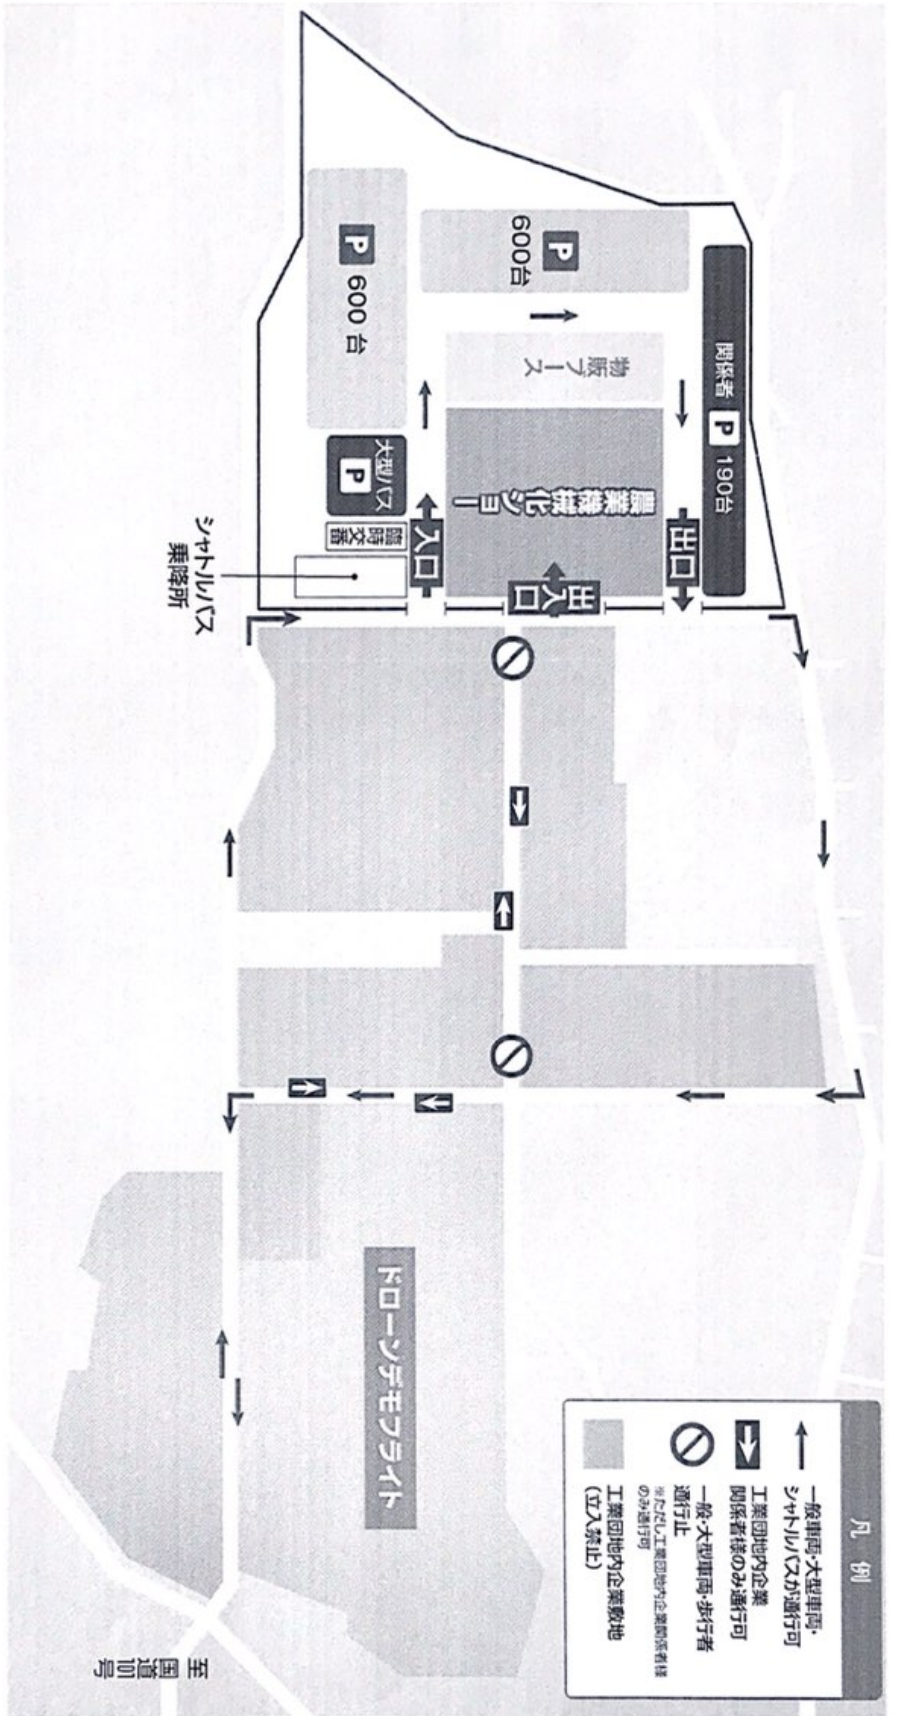 P 600台
P
600台
物販ブース
関係者 P 190台
農業機械化ショー
大型バス
P
臨時交番
入口
出入口
出口
シャトルバス
乗降所
ドローンデモフライト
至 国道101号
凡例
一般車両・大型車両・
シャトルバスが通行可
工業団地内企業
関係者様のみ通行可
一般・大型車両・歩行者
通行止
※ただし工業団地内企業関係者様
のみ通行可
工業団地内企業敷地
(立入禁止)